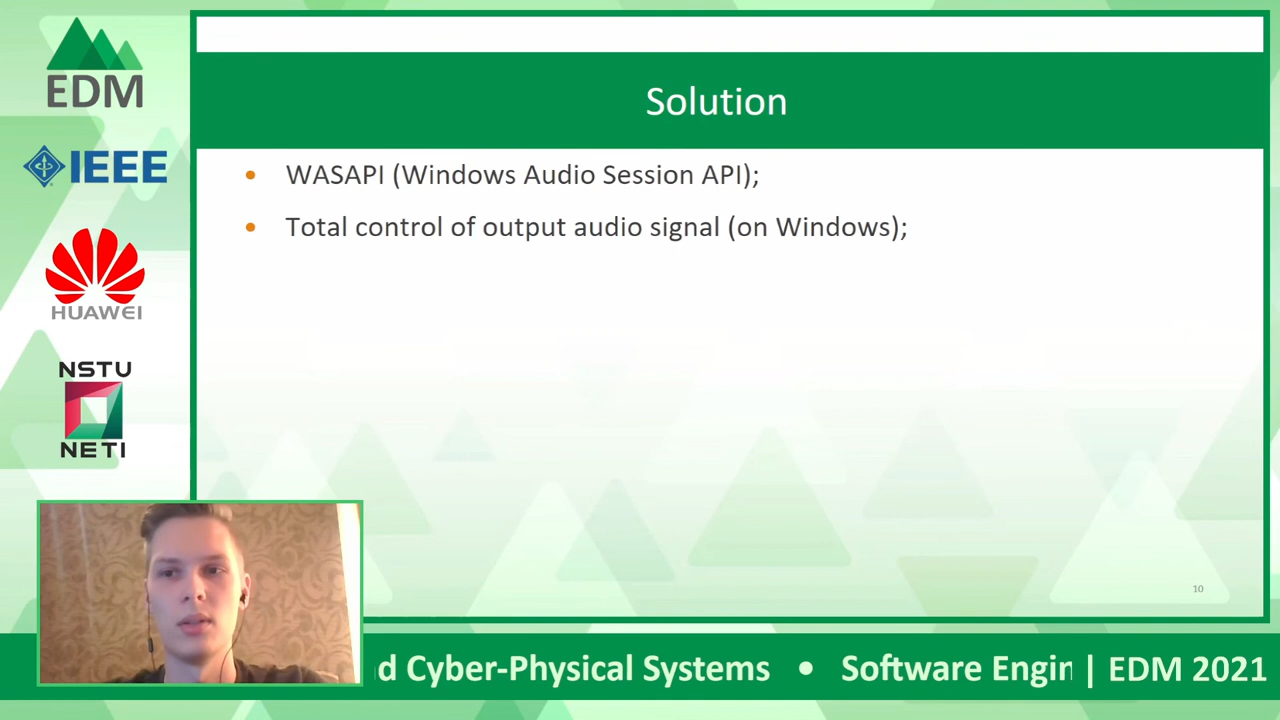 EDM
IEEE
HUAWEI
NSTU
NETI
Solution
• WASAPI (Windows Audio Session API);
• Total control of output audio signal (on Windows);
10
d Cyber-Physical Systems • Software Engin | EDM 2021